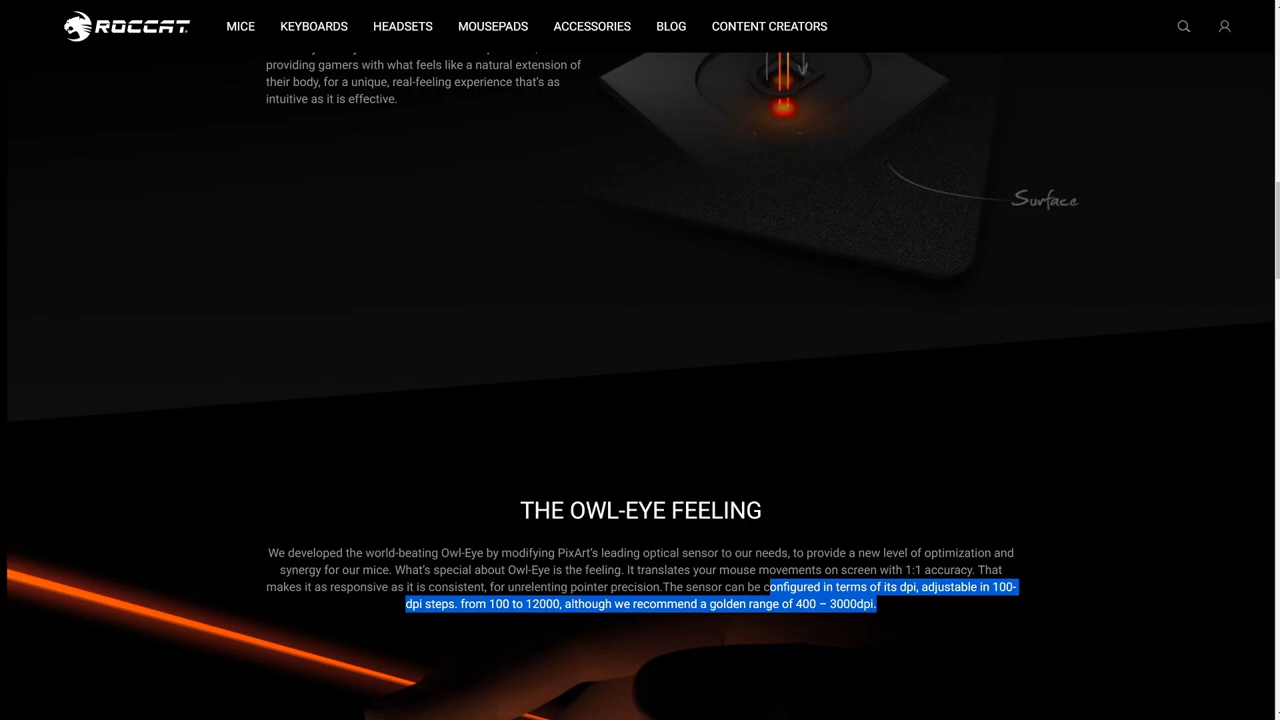 ROCCAT
MICE KEYBOARDS HEADSETS MOUSEPADS ACCESSORIES BLOG CONTENT CREATORS
providing gamers with what feels like a natural extension of
their body, for a unique, real-feeling experience that's as
intuitive as it is effective.
Surface
THE OWL-EYE FEELING
We developed the world-beating Owl-Eye by modifying PixArt's leading optical sensor to our needs, to provide a new level of optimization and
synergy for our mice. What's special about Owl-Eye is the feeling. It translates your mouse movements on screen with 1:1 accuracy. That
makes it as responsive as it is consistent, for unrelenting pointer precision.The sensor can be configured in terms of its dpi, adjustable in 100-
dpi steps. from 100 to 12000, although we recommend a golden range of 400 – 3000dpi.